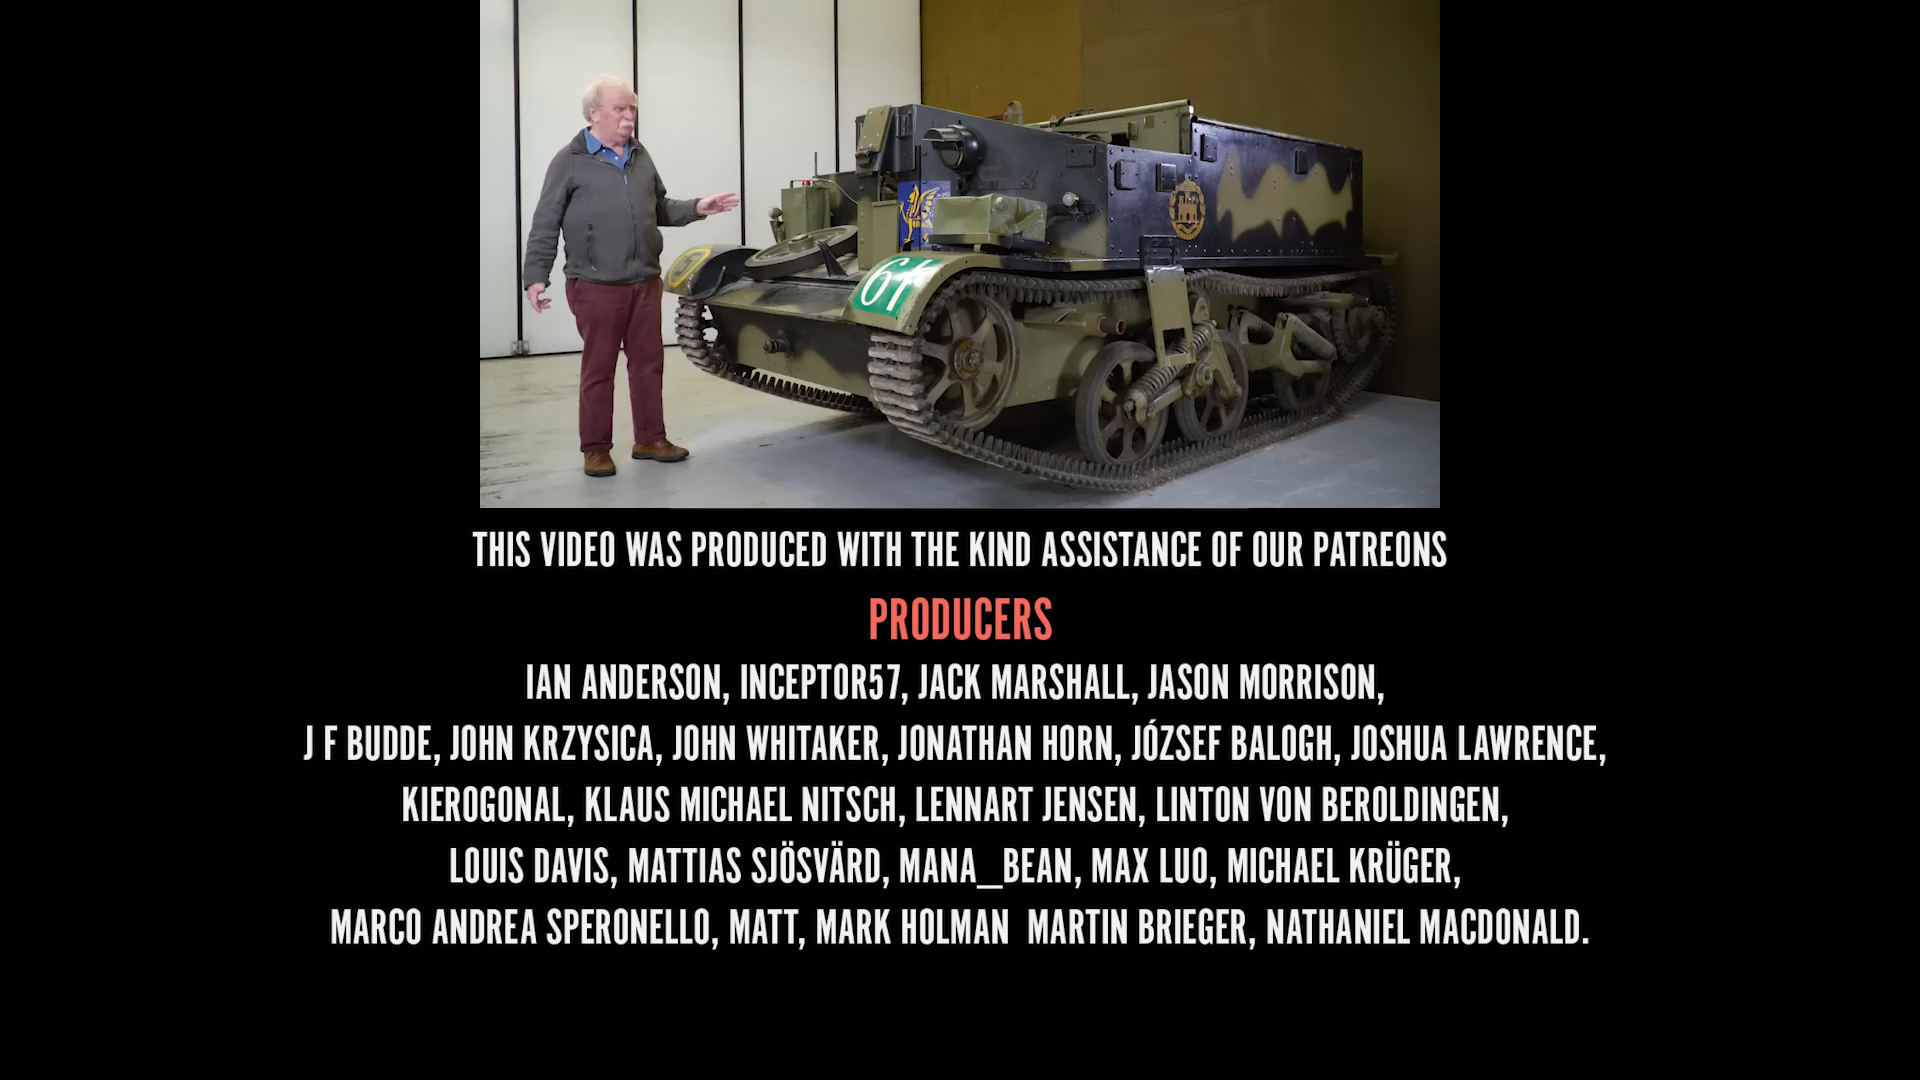 5
61
THIS VIDEO WAS PRODUCED WITH THE KIND ASSISTANCE OF OUR PATREONS
PRODUCERS
IAN ANDERSON, INCEPTOR57, JACK MARSHALL, JASON MORRISON,
J F BUDDE, JOHN KRZYSICA, JOHN WHITAKER, JONATHAN HORN, JÓZSEF BALOGH, JOSHUA LAWRENCE,
KIEROGONAL, KLAUS MICHAEL NITSCH, LENNART JENSEN, LINTON VON BEROLDINGEN,
LOUIS DAVIS, MATTIAS SJÖSVÄRD, MANA_BEAN, MAX LUO, MICHAEL KRÜGER,
MARCO ANDREA SPERONELLO, MATT, MARK HOLMAN  MARTIN BRIEGER, NATHANIEL MACDONALD.